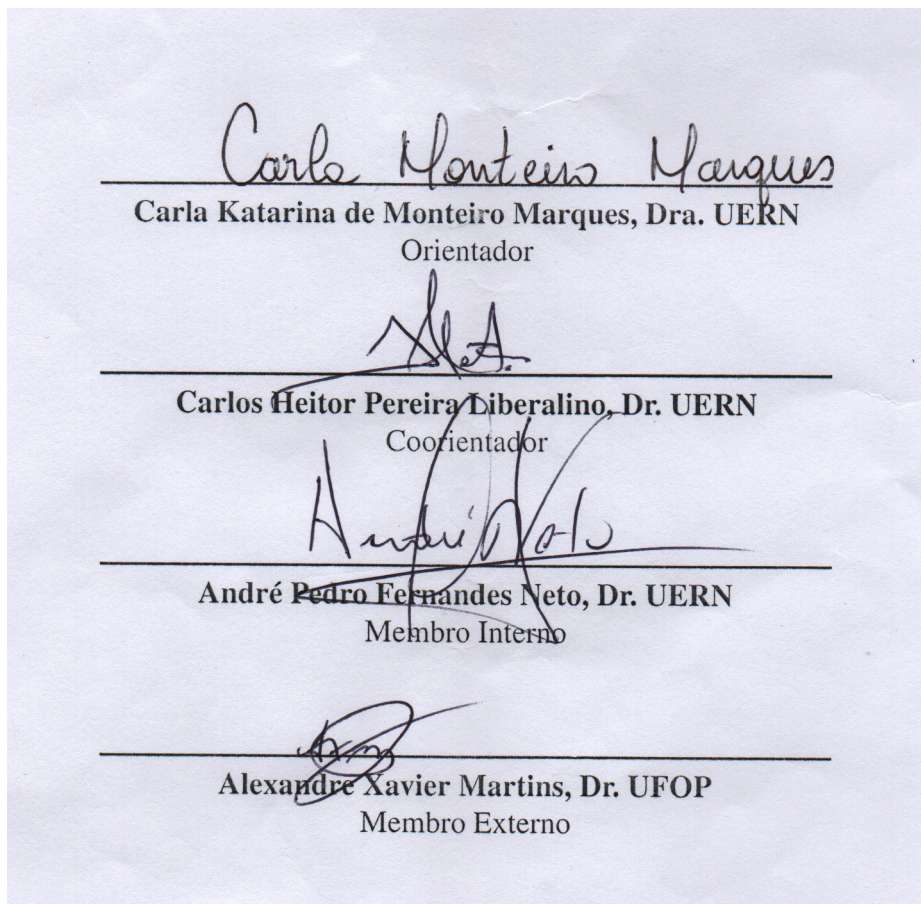 Carla Monteiro Marques
Carla Katarina de Monteiro Marques, Dra. UERN
Orientador
Carlos Heitor Pereira Liberalino, Dr. UERN
Coorientador
André Neto
André Pedro Fernandes Neto, Dr. UERN
Membro Interno
Alexandre Xavier Martins, Dr. UFOP
Membro Externo